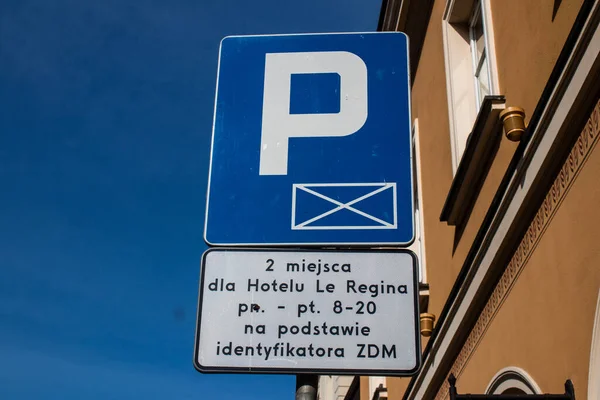 P
2 miejsca
dla Hotelu Le Regina
pn. - pt. 8-20
na podstawie
identyfikatora ZDM